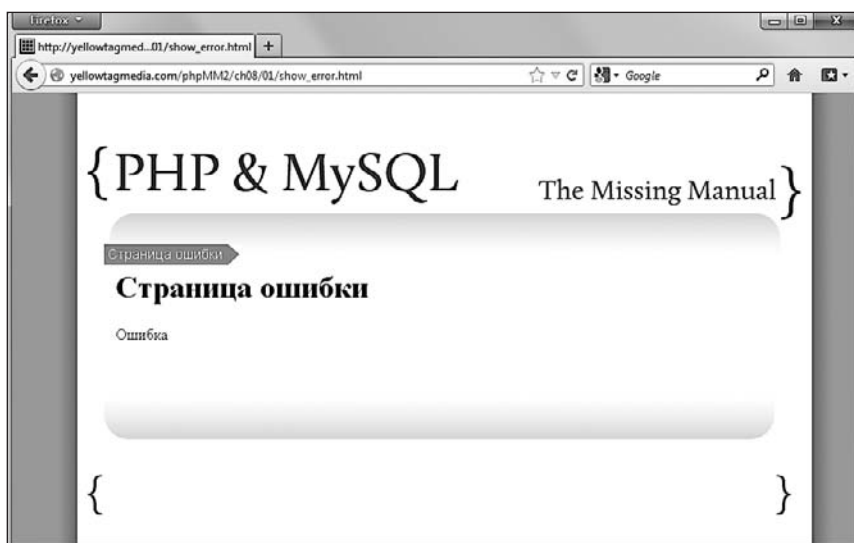 Firefox
http://yellowtagmed...01/show_error.html +
yellowtagmedia.com/phpMM2/ch08/01/show_error.html
Google
{ PHP & MySQL
The Missing Manual }
Страница ошибки
Страница ошибки
Ошибка
{ }